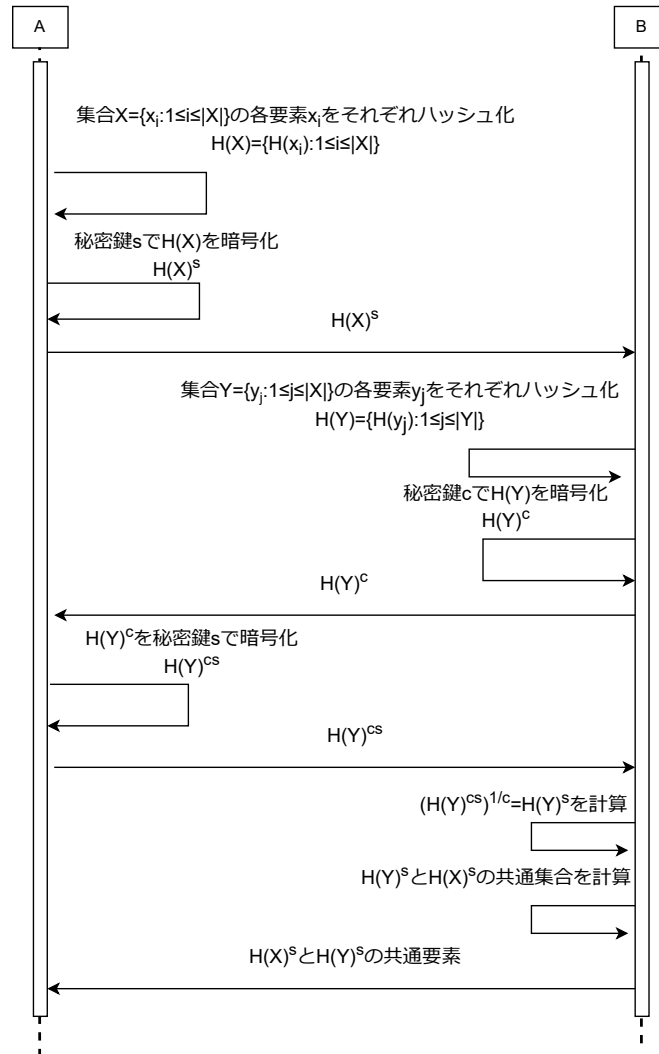 A
B
集合X={xi:1≤i≤|X|}の各要素xiをそれぞれハッシュ化
H(X)={H(xi):1≤i≤|X|}
秘密鍵sでH(X)を暗号化
H(X)^s
H(X)^s
集合Y={yj:1≤j≤|X|}の各要素yjをそれぞれハッシュ化
H(Y)={H(yj):1≤j≤|Y|}
秘密鍵cでH(Y)を暗号化
H(Y)^c
H(Y)^c
H(Y)^cを秘密鍵sで暗号化
H(Y)^cs
H(Y)^cs
(H(Y)^cs)^1/c=H(Y)^sを計算
H(Y)^sとH(X)^sの共通集合を計算
H(X)^sとH(Y)^sの共通要素